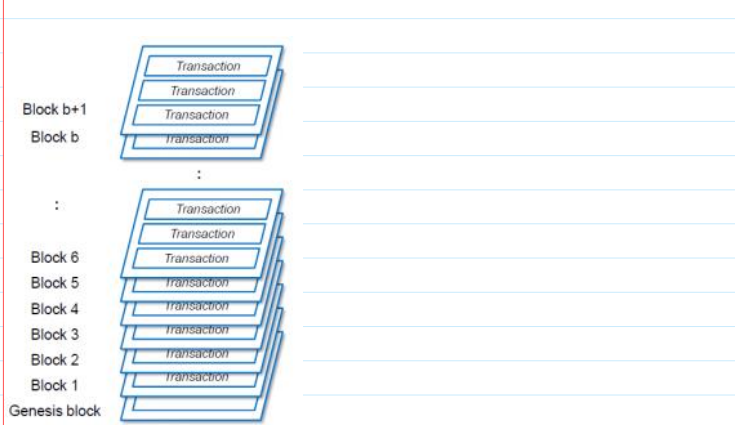 Transaction
Transaction
Block b+1 Transaction
Block b Transaction
:
:
Transaction
Transaction
Block 6 Transaction
Block 5 Transaction
Block 4 Transaction
Block 3 Transaction
Block 2 Transaction
Block 1 Transaction
Genesis block